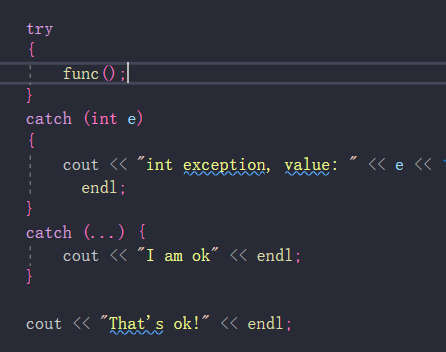 try
{
func();
}
catch (int e)
{
cout << "int exception, value: " << e <<
endl;
}
catch (...) {
cout << "I am ok" << endl;
}
cout << "That's ok!" << endl;